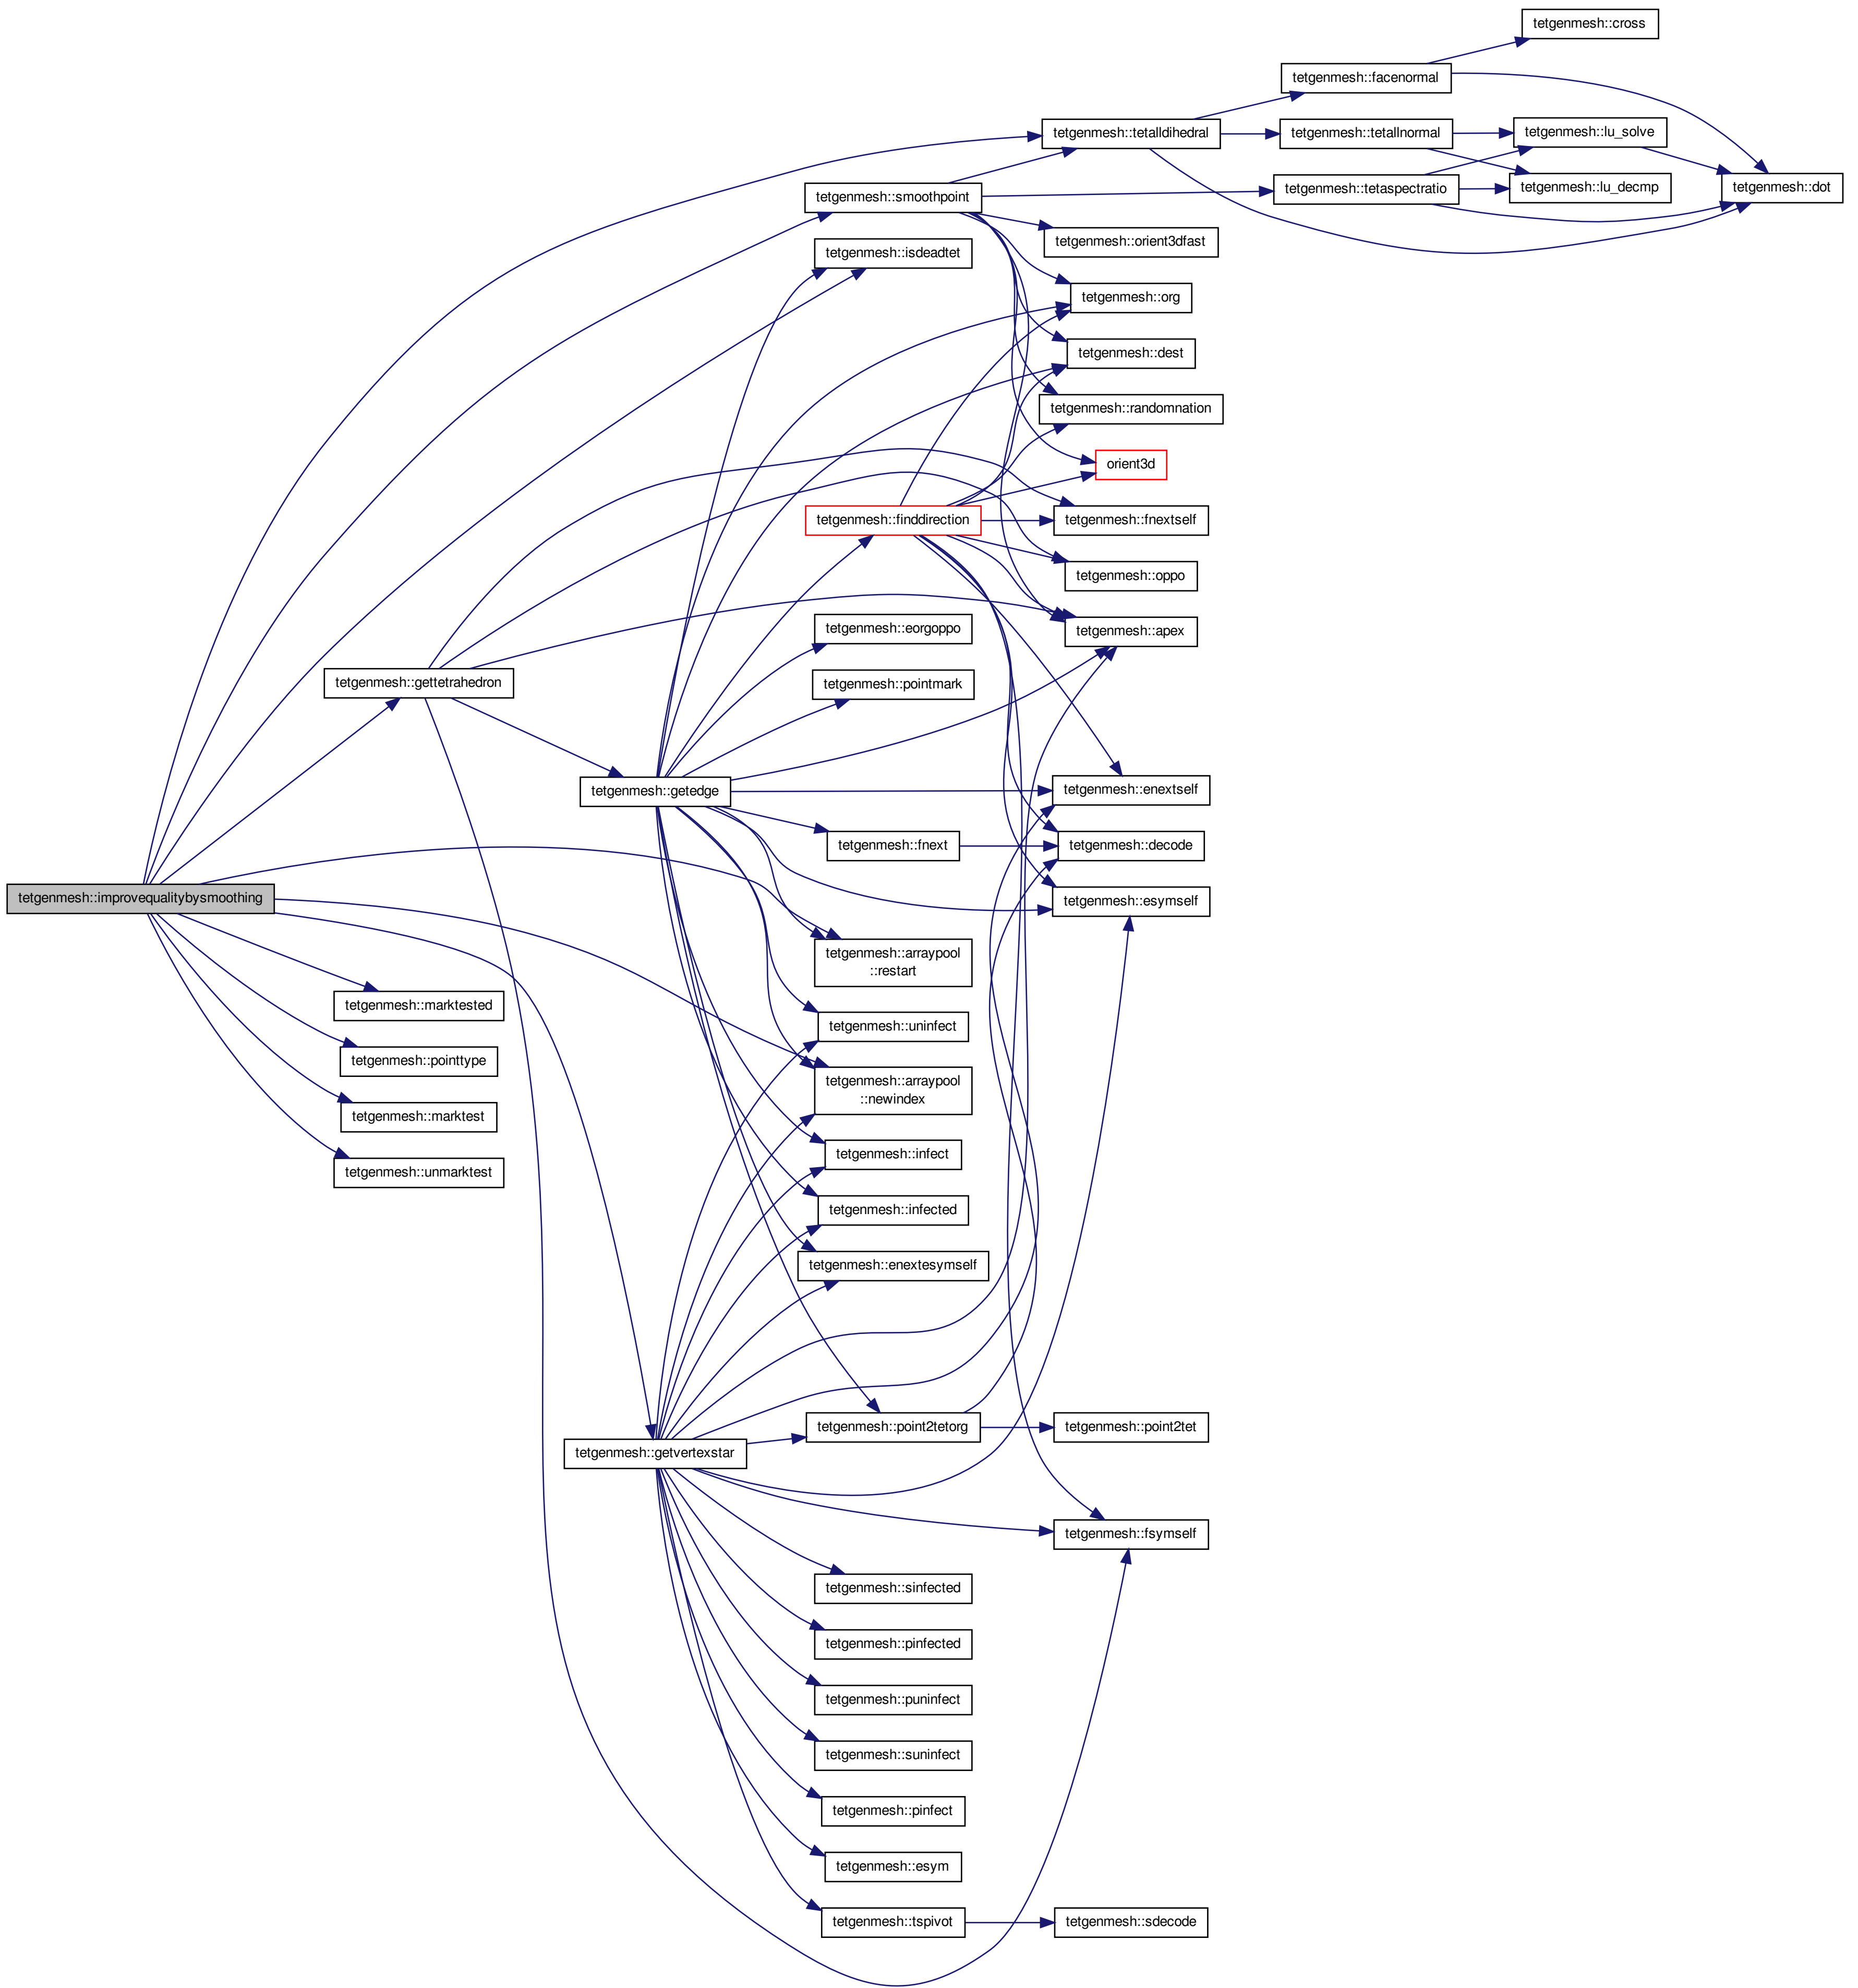 tetgenmesh::cross
tetgenmesh::facenormal
tetgenmesh::tetalldihedral
tetgenmesh::tetallnormal
tetgenmesh::lu_solve
tetgenmesh::smoothpoint
tetgenmesh::tetaspectratio
tetgenmesh::lu_decmp
tetgenmesh::dot
tetgenmesh::isdeadtet
tetgenmesh::orient3dfast
tetgenmesh::org
tetgenmesh::dest
tetgenmesh::randomnation
orient3d
tetgenmesh::finddirection
tetgenmesh::fnextself
tetgenmesh::oppo
tetgenmesh::eorgoppo
tetgenmesh::apex
tetgenmesh::gettetrahedron
tetgenmesh::pointmark
tetgenmesh::getedge
tetgenmesh::enextself
tetgenmesh::fnext
tetgenmesh::decode
tetgenmesh::improvequalitybysmoothing
tetgenmesh::esymself
tetgenmesh::arraypool
::restart
tetgenmesh::marktested
tetgenmesh::uninfect
tetgenmesh::pointtype
tetgenmesh::arraypool
::newindex
tetgenmesh::marktest
tetgenmesh::infect
tetgenmesh::unmarktest
tetgenmesh::infected
tetgenmesh::enextesymself
tetgenmesh::point2tetorg
tetgenmesh::point2tet
tetgenmesh::getvertexstar
tetgenmesh::fsymself
tetgenmesh::sinfected
tetgenmesh::pinfected
tetgenmesh::puninfect
tetgenmesh::suninfect
tetgenmesh::pinfect
tetgenmesh::esym
tetgenmesh::tspivot
tetgenmesh::sdecode